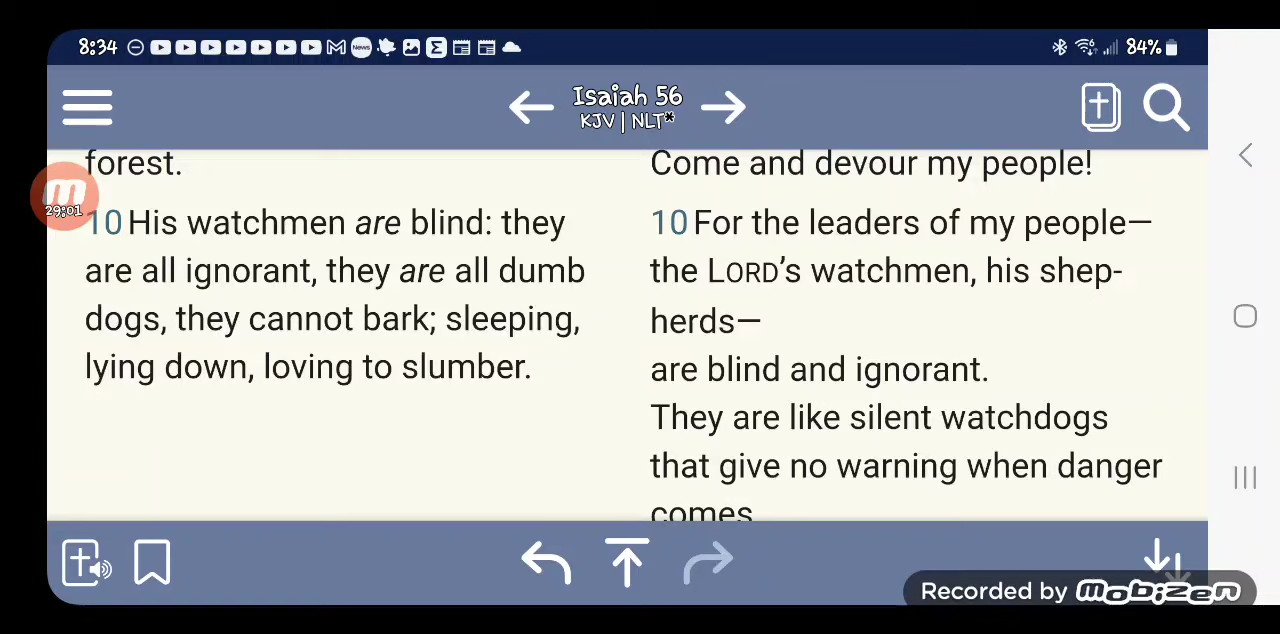 8:34
News
84%
Isaiah 56
KJV | NLT*
29:01
forest.
10 His watchmen are blind: they
are all ignorant, they are all dumb
dogs, they cannot bark; sleeping,
lying down, loving to slumber.
Come and devour my people!
10 For the leaders of my people—
the LORD’s watchmen, his shep-
herds—
are blind and ignorant.
They are like silent watchdogs
that give no warning when danger
comes
Recorded by mobizen